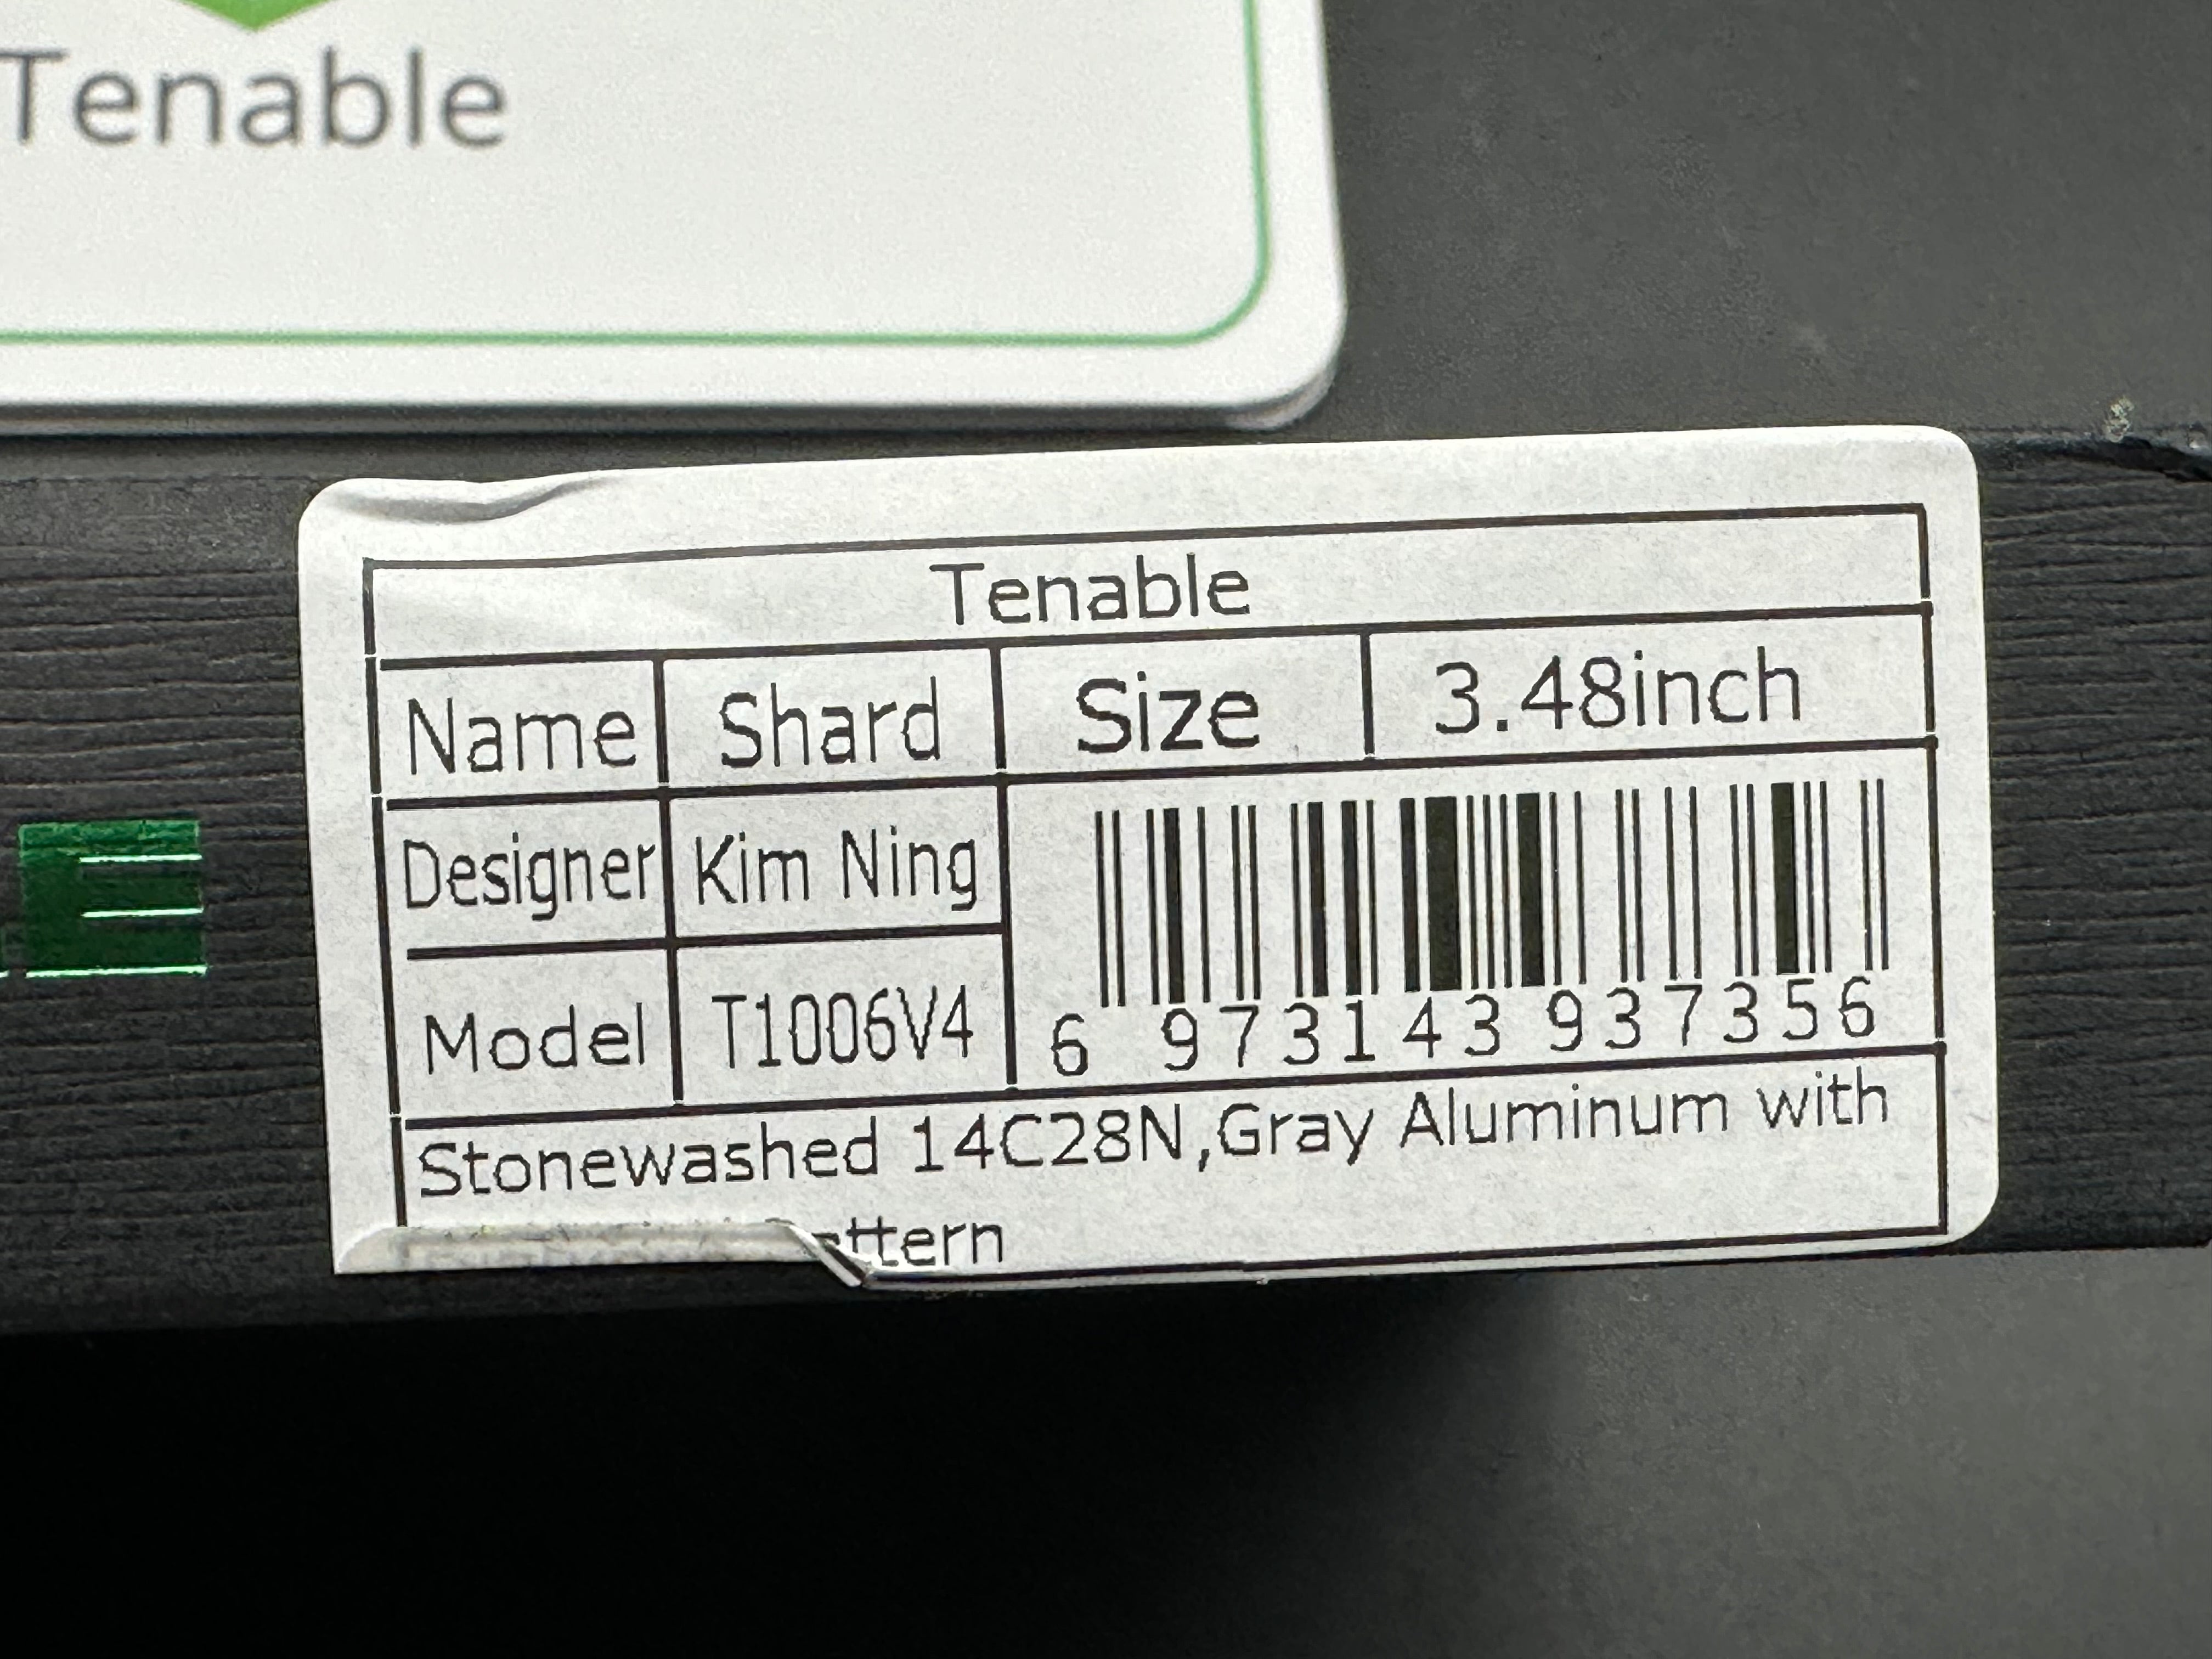 Tenable
Tenable
Name Shard Size 3.48inch
Designer Kim Ning
Model T1006V4
6 973143 937356
Stonewashed 14C28N,Gray Aluminum with